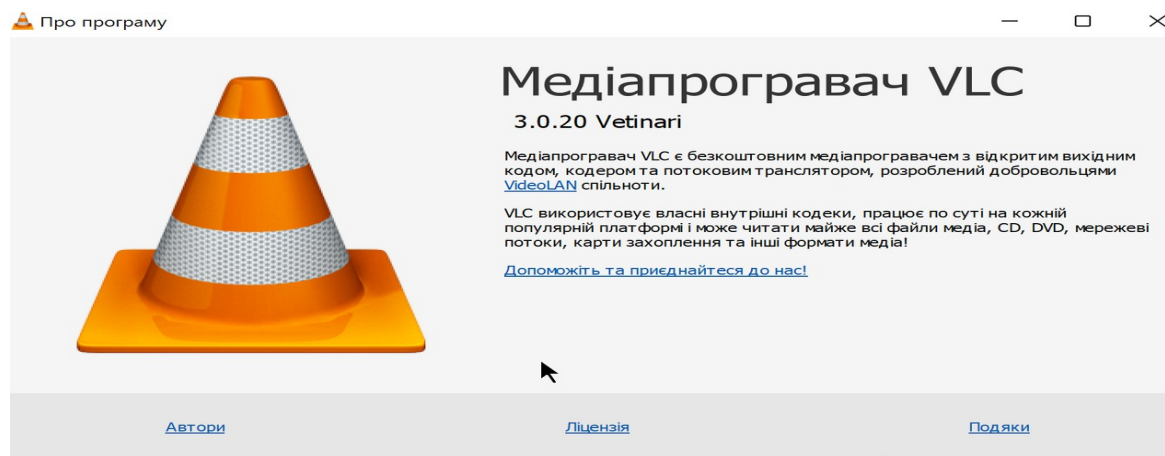 Про програму
Медіапрогравач VLC
3.0.20 Vetinari
Медіапрогравач VLC є безкоштовним медіапрогравачем з відкритим вихідним
кодом, кодером та потоковим транслятором, розроблений добровольцями
VideoLAN спільноти.
VLC використовує власні внутрішні кодеки, працює по суті на кожній
популярній платформі і може читати майже всі файли медіа, CD, DVD, мережеві
потоки, карти захоплення та інші формати медіа!
Допоможіть та приєднайтеся до нас!
Автори
Ліцензія
Подяки